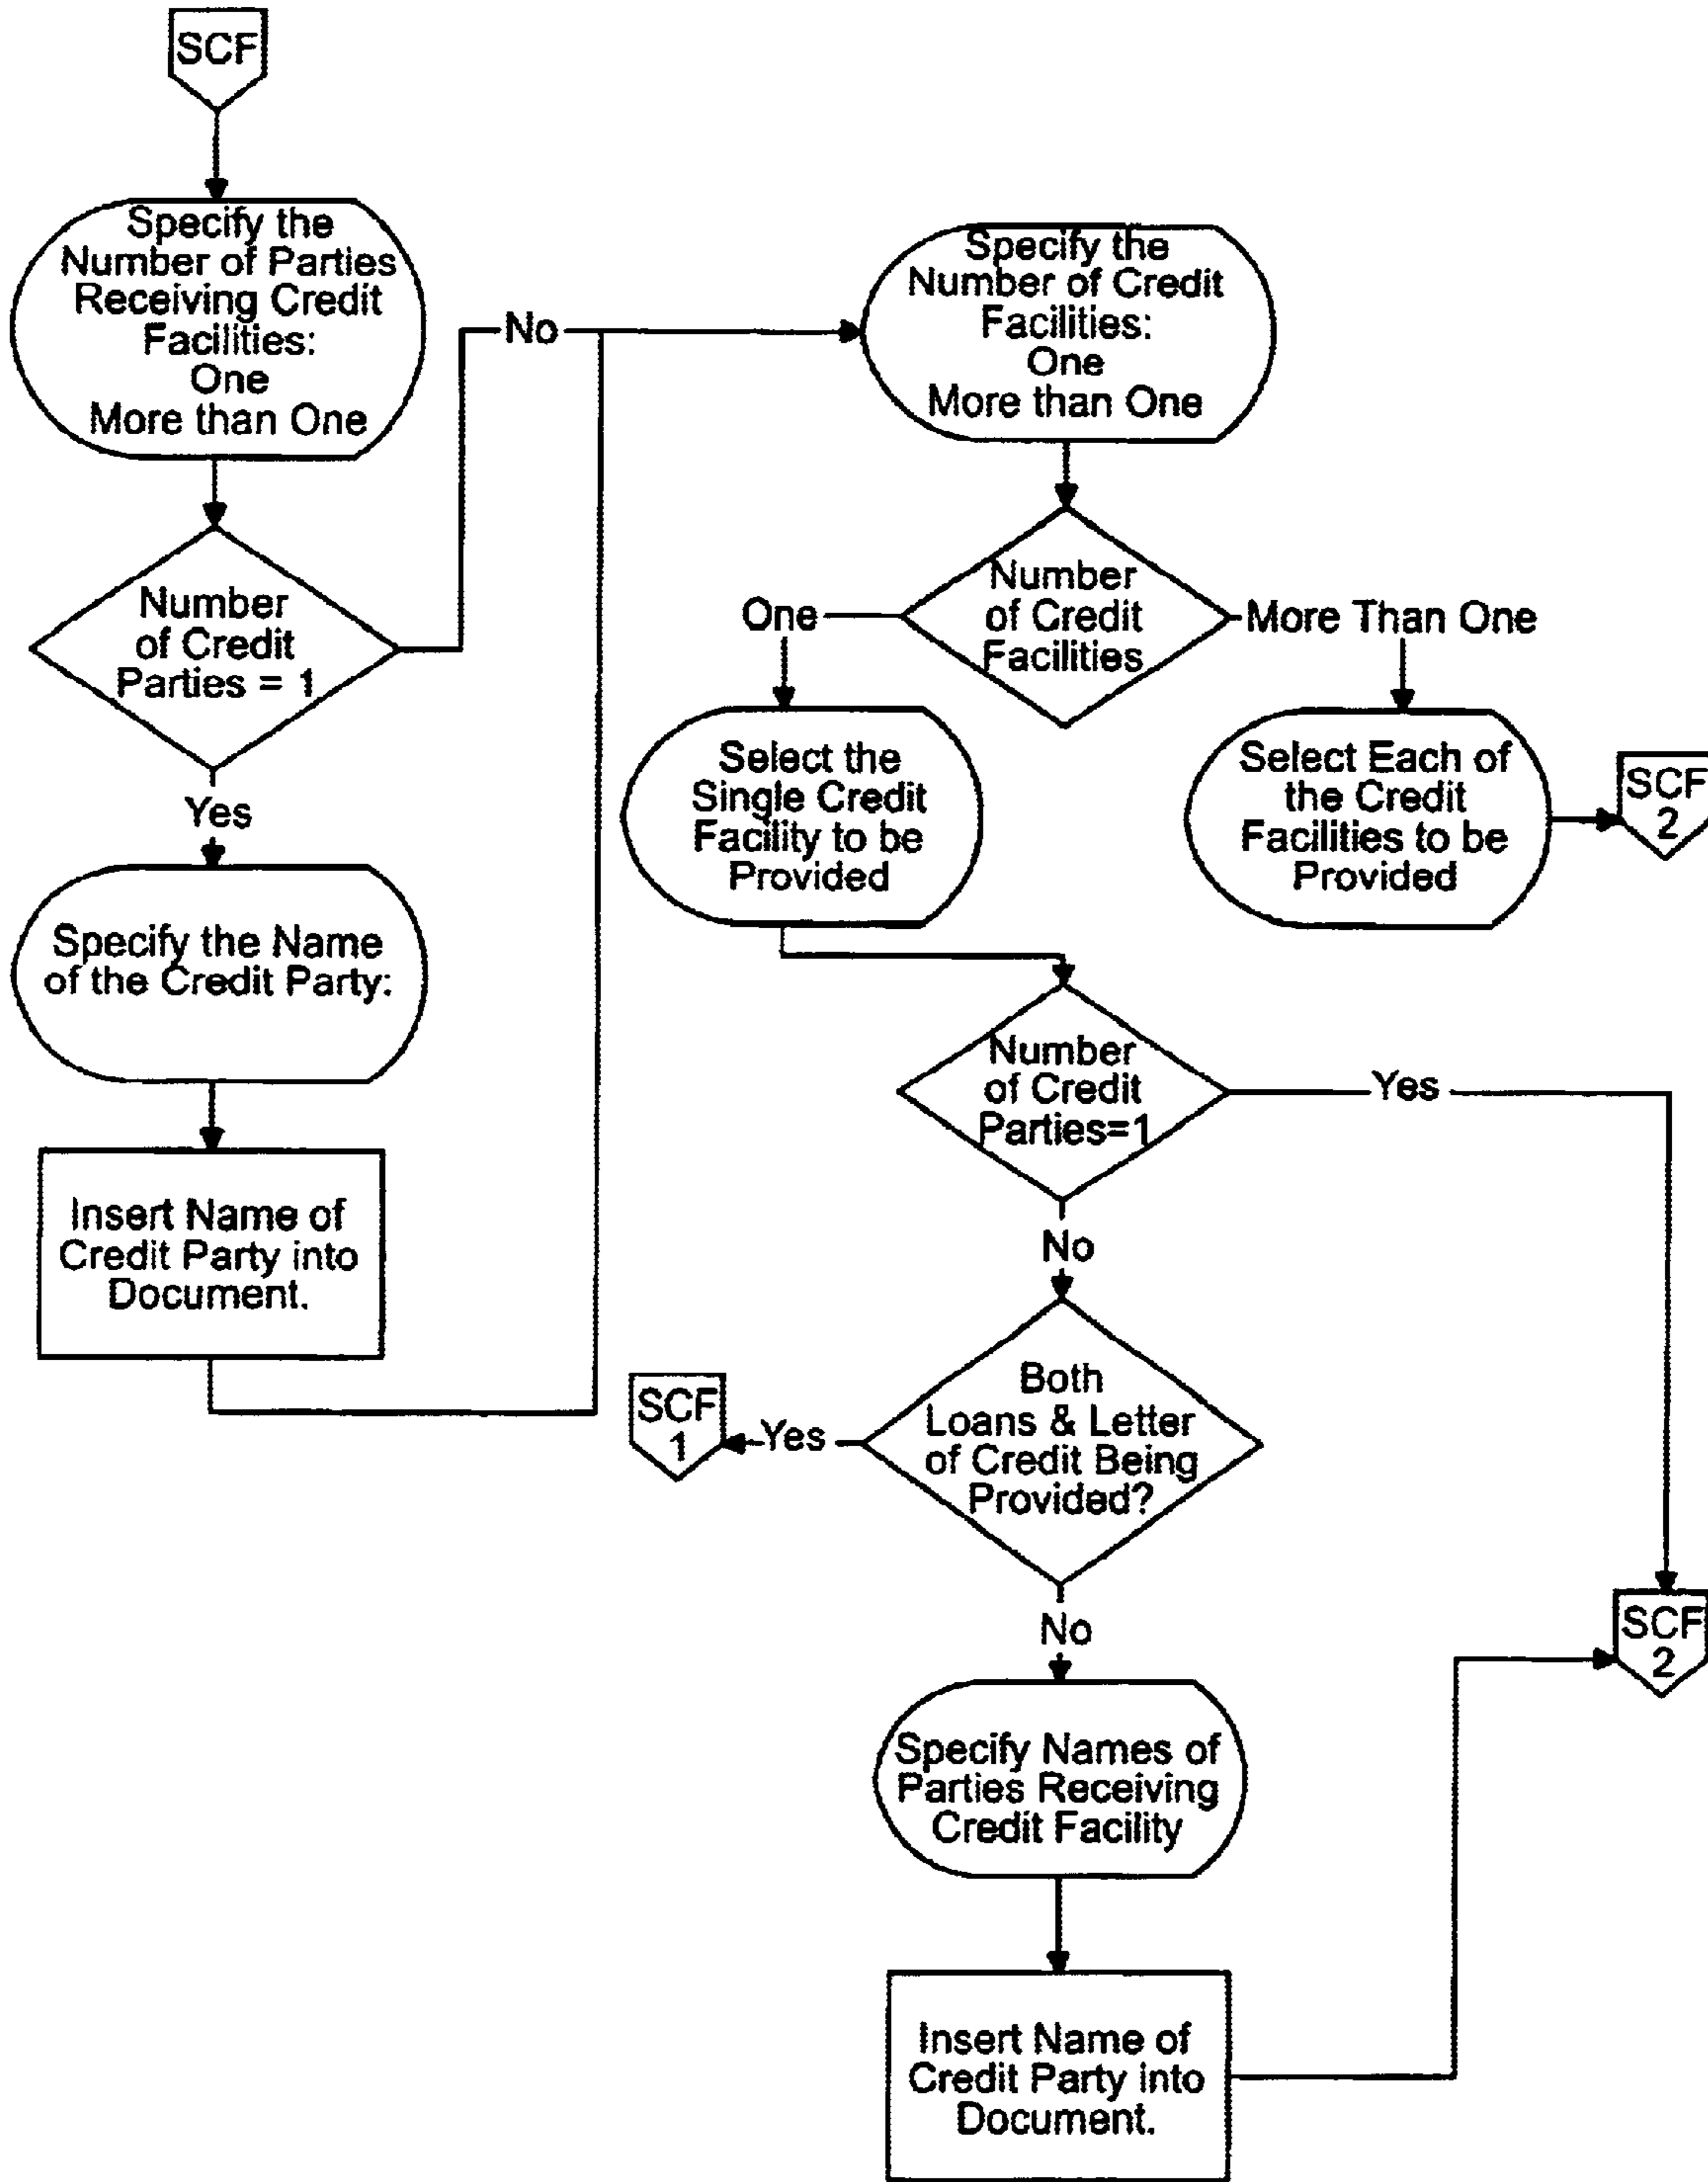 SCF
Specify the
Number of Parties
Receiving Credit
Facilities:
One
More than One
Number
of Credit
Parties = 1
No
Yes
Specify the Name
of the Credit Party:
Insert Name of
Credit Party into
Document.
Specify the
Number of Credit
Facilities:
One
More than One
Number
of Credit
Facilities
One
More Than One
Select the
Single Credit
Facility to be
Provided
Select Each of
the Credit
Facilities to be
Provided
SCF
2
Number
of Credit
Parties=1
Yes
No
Both
Loans & Letter
of Credit Being
Provided?
Yes
SCF
1
No
Specify Names of
Parties Receiving
Credit Facility
Insert Name of
Credit Party into
Document.
SCF
2